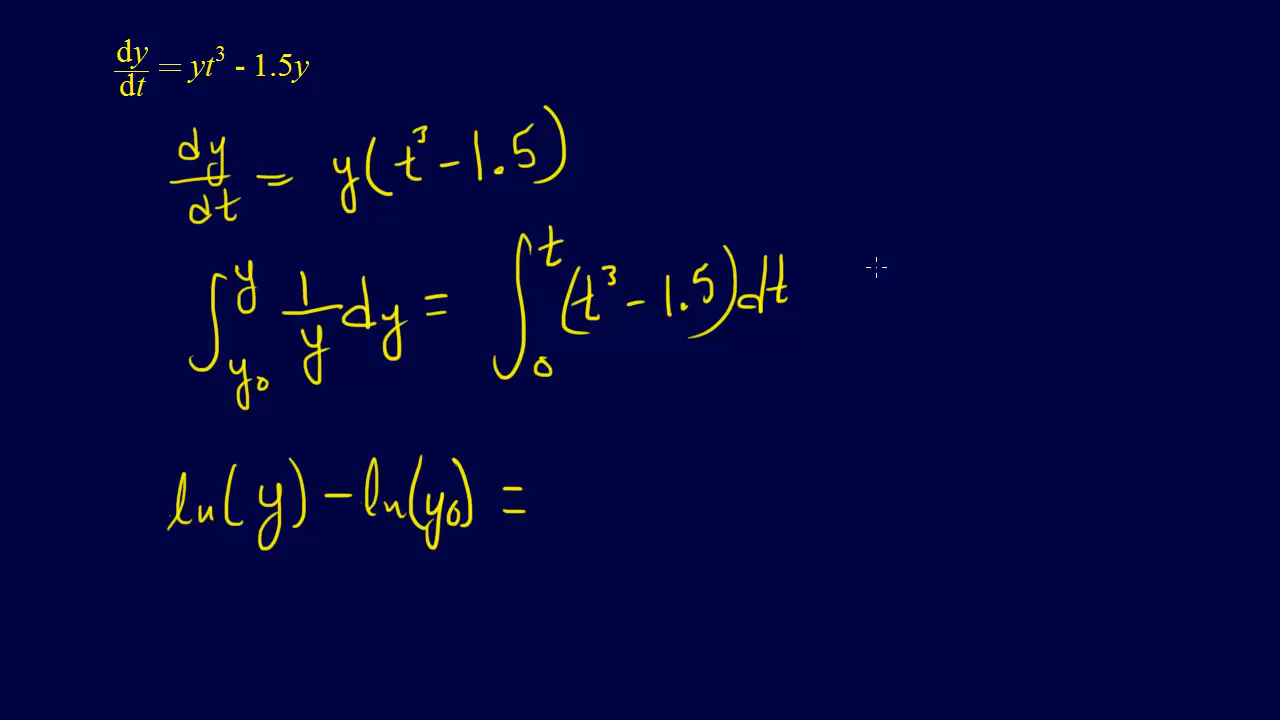 dy/dt = yt³ - 1.5y
dy/dt = y(t³ - 1.5)
∫_{y₀}^{y} 1/y dy = ∫_{0}^{t} (t³ - 1.5) dt
ln(y) - ln(y₀) =